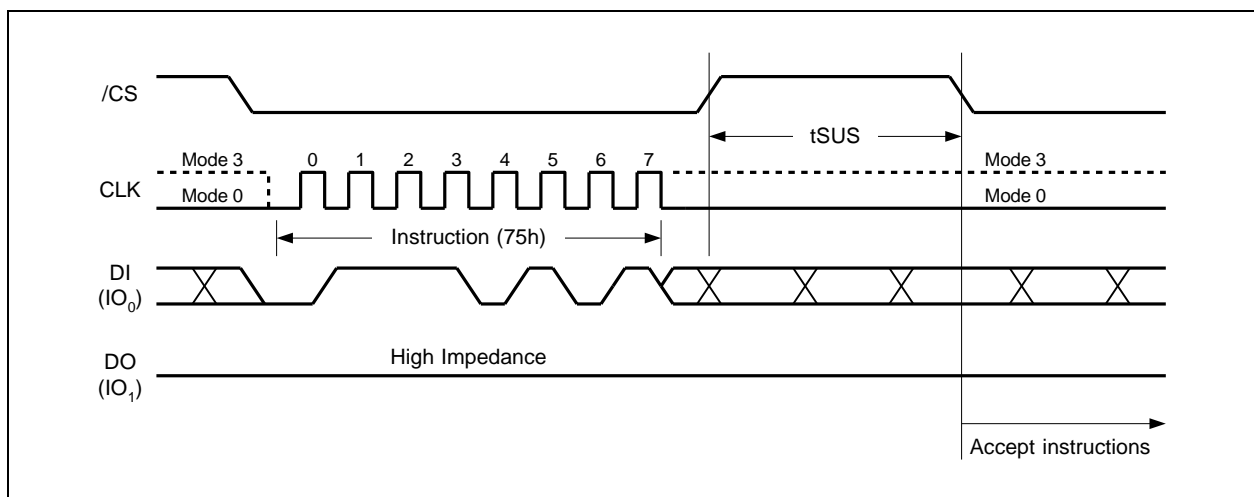 /CS
tSUS
Mode 3
0 1 2 3 4 5 6 7
Mode 3
CLK
Mode 0
Mode 0
Instruction (75h)
DI
(IO₀)
High Impedance
DO
(IO₁)
Accept instructions